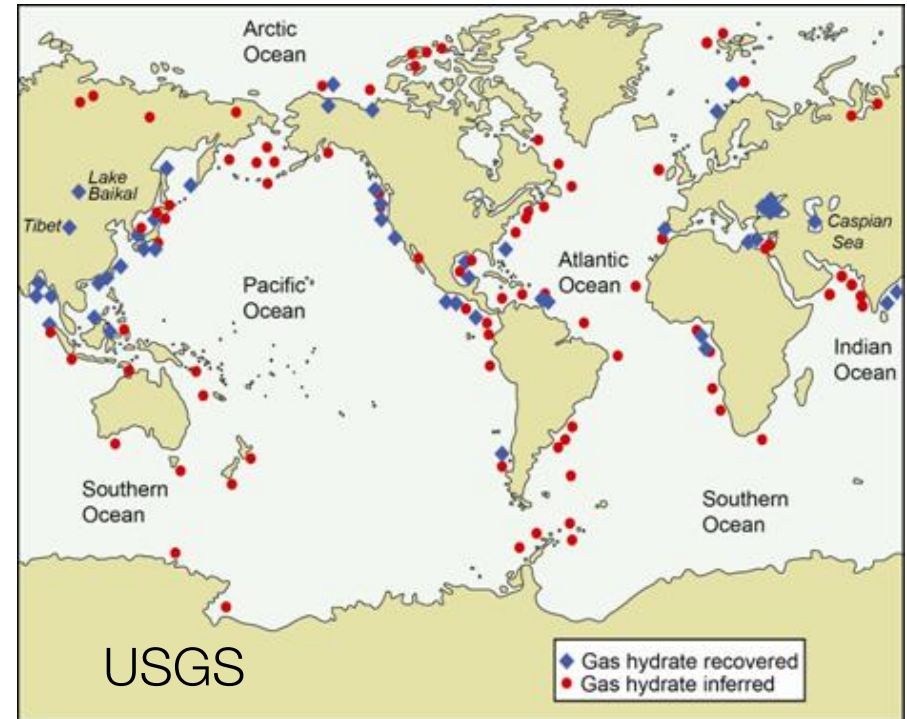 Arctic
Ocean
Lake
Baikal
Tibet
Caspian
Sea
Atlantic
Ocean
Pacific
Ocean
Indian
Ocean
Southern
Ocean
Southern
Ocean
USGS
Gas hydrate recovered
Gas hydrate inferred